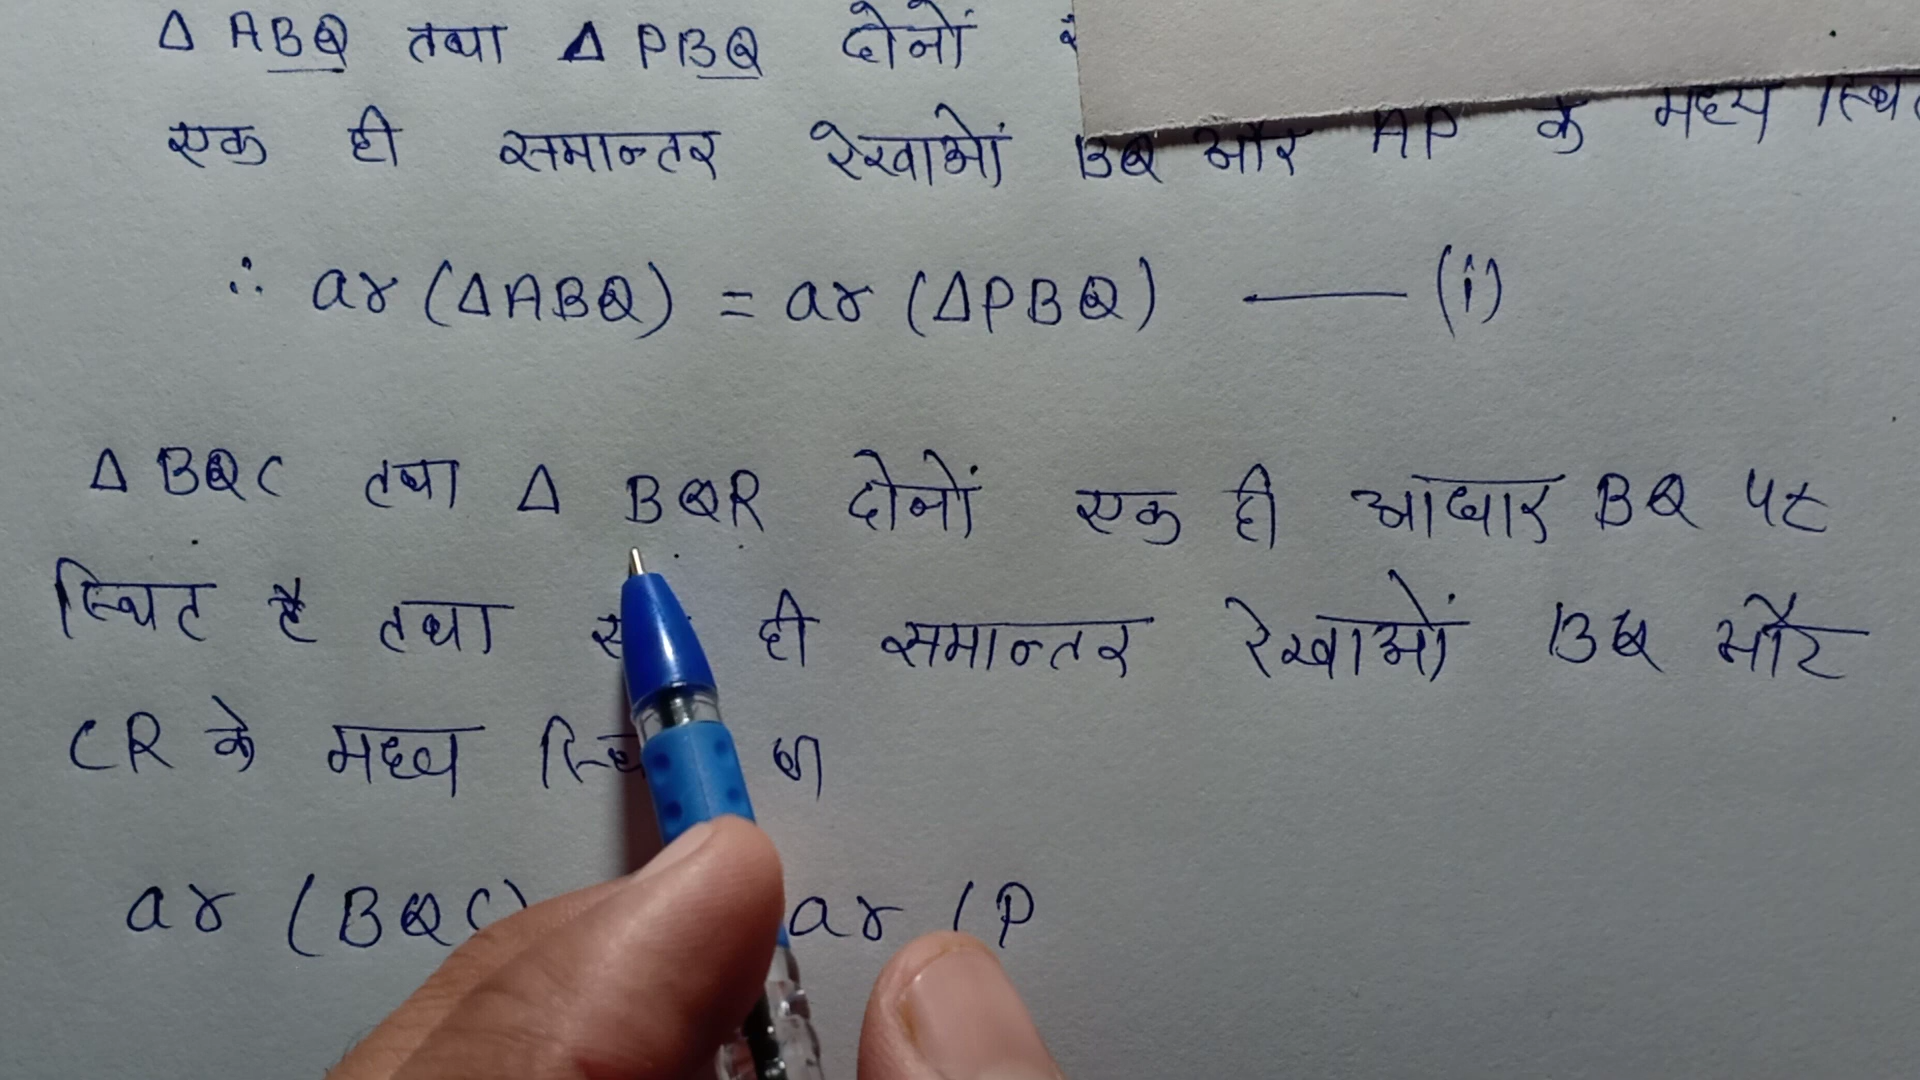 Δ ABQ तथा Δ PBQ दोनों
एक ही समान्तर रेखाओं BQ और AP के मध्य
∴ ar (ΔABQ) = ar (ΔPBQ) —— (i)
Δ BQC तथा Δ BQR दोनों एक ही आधार BQ पर
स्थित है तथा ही समान्तर रेखाओं BQ और
CR के मध्य
ar (BQC) ar (P